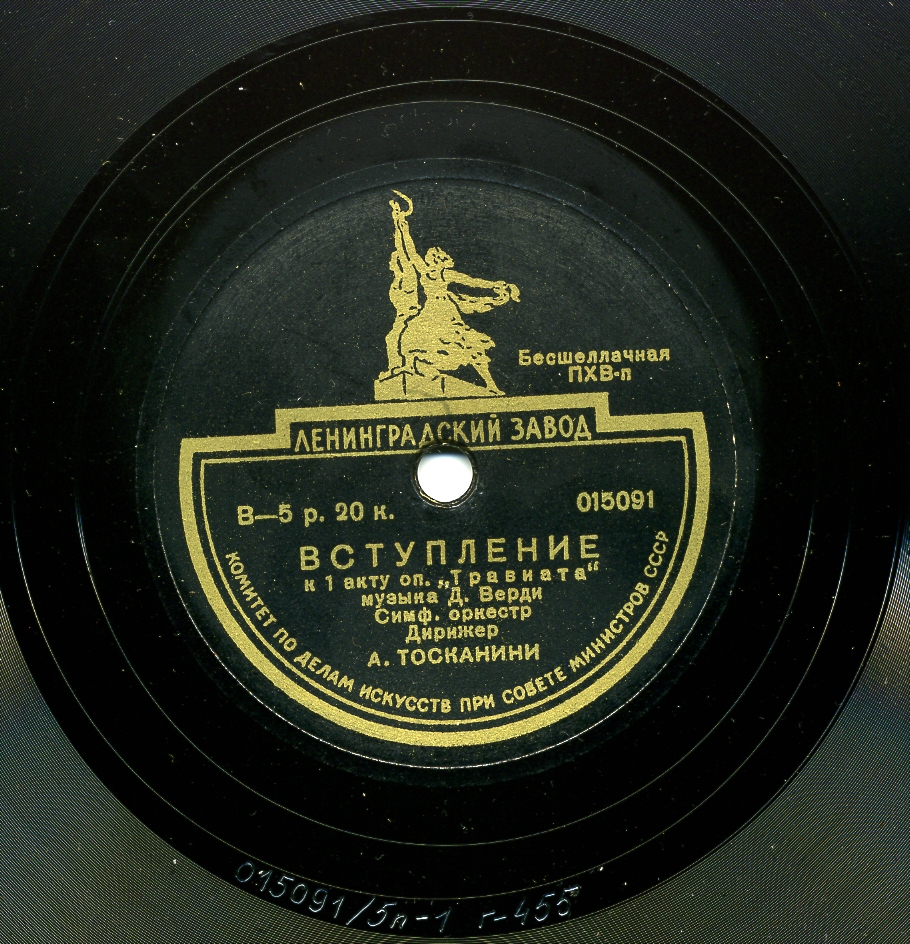 Бесшеллачная
ПХВ-п
ЛЕНИНГРАДСКИЙ ЗАВОД
В—5 р. 20 к. 015091
ВСТУПЛЕНИЕ
к 1 акту оп. „Травиата“
музыка Д. Верди
Симф. оркестр
Дирижер
А. ТОСКАНИНИ
КОМИТЕТ ПО ДЕЛАМ ИСКУССТВ ПРИ СОВЕТЕ МИНИСТРОВ СССР
015091/5п-1 г-455